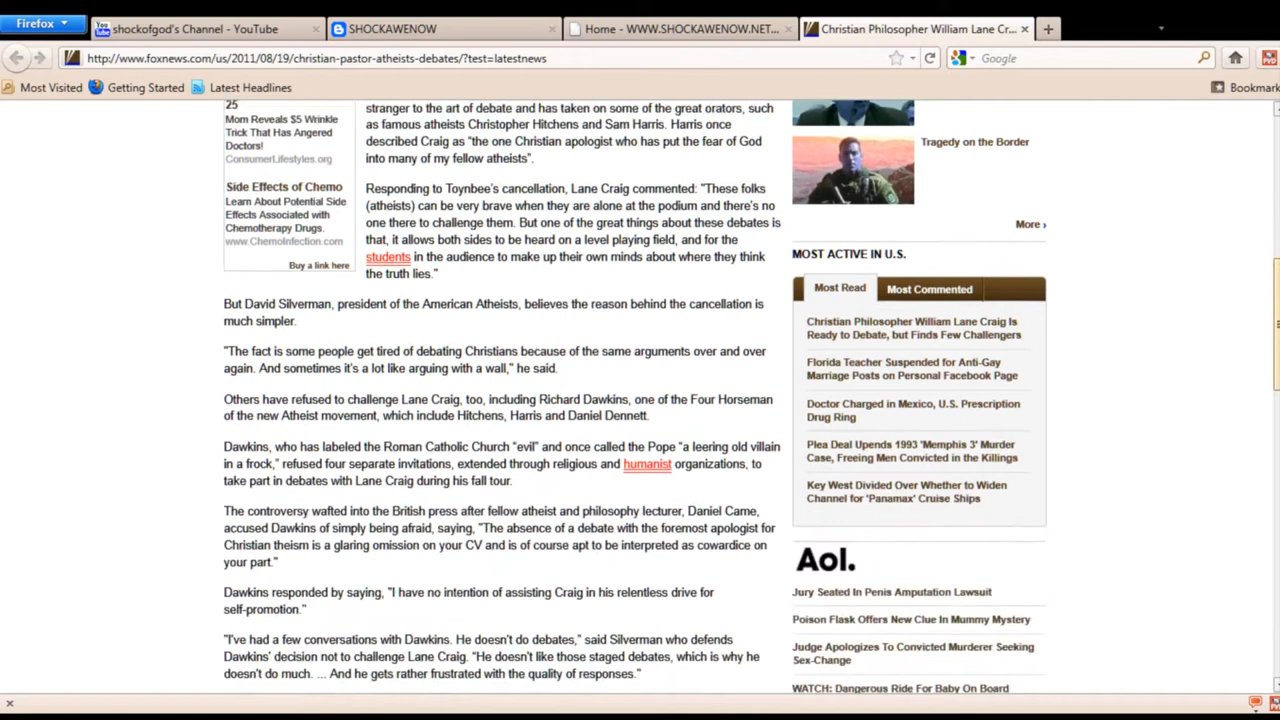 Firefox
shockofgod's Channel - YouTube
SHOCKAWENOW
Home - WWW.SHOCKAWENOW.NET...
Christian Philosopher William Lane Cr...
http://www.foxnews.com/us/2011/08/19/christian-pastor-atheists-debates/?test=latestnews
Google
Most Visited
Getting Started
Latest Headlines
Bookmark
25
Mom Reveals $5 Wrinkle
Trick That Has Angered
Doctors!
ConsumerLifestyles.org
Side Effects of Chemo
Learn About Potential Side
Effects Associated with
Chemotherapy Drugs.
www.ChemoInfection.com
Buy a link here
stranger to the art of debate and has taken on some of the great orators, such
as famous atheists Christopher Hitchens and Sam Harris. Harris once
described Craig as “the one Christian apologist who has put the fear of God
into many of my fellow atheists”.
Responding to Toynbee’s cancellation, Lane Craig commented: "These folks
(atheists) can be very brave when they are alone at the podium and there's no
one there to challenge them. But one of the great things about these debates is
that, it allows both sides to be heard on a level playing field, and for the
students in the audience to make up their own minds about where they think
the truth lies."
But David Silverman, president of the American Atheists, believes the reason behind the cancellation is
much simpler.
"The fact is some people get tired of debating Christians because of the same arguments over and over
again. And sometimes it’s a lot like arguing with a wall,” he said.
Others have refused to challenge Lane Craig, too, including Richard Dawkins, one of the Four Horseman
of the new Atheist movement, which include Hitchens, Harris and Daniel Dennett.
Dawkins, who has labeled the Roman Catholic Church “evil” and once called the Pope “a leering old villain
in a frock,” refused four separate invitations, extended through religious and humanist organizations, to
take part in debates with Lane Craig during his fall tour.
The controversy wafted into the British press after fellow atheist and philosophy lecturer, Daniel Came,
accused Dawkins of simply being afraid, saying, "The absence of a debate with the foremost apologist for
Christian theism is a glaring omission on your CV and is of course apt to be interpreted as cowardice on
your part."
Dawkins responded by saying, "I have no intention of assisting Craig in his relentless drive for
self-promotion."
"I've had a few conversations with Dawkins. He doesn't do debates," said Silverman who defends
Dawkins’ decision not to challenge Lane Craig. “He doesn't like those staged debates, which is why he
doesn't do much. ... And he gets rather frustrated with the quality of responses."
Tragedy on the Border
More ›
MOST ACTIVE IN U.S.
Most Read
Most Commented
Christian Philosopher William Lane Craig Is
Ready to Debate, but Finds Few Challengers
Florida Teacher Suspended for Anti-Gay
Marriage Posts on Personal Facebook Page
Doctor Charged in Mexico, U.S. Prescription
Drug Ring
Plea Deal Upends 1993 'Memphis 3' Murder
Case, Freeing Men Convicted in the Killings
Key West Divided Over Whether to Widen
Channel for 'Panamax' Cruise Ships
Aol.
Jury Seated In Penis Amputation Lawsuit
Poison Flask Offers New Clue In Mummy Mystery
Judge Apologizes To Convicted Murderer Seeking
Sex-Change
WATCH: Dangerous Ride For Baby On Board